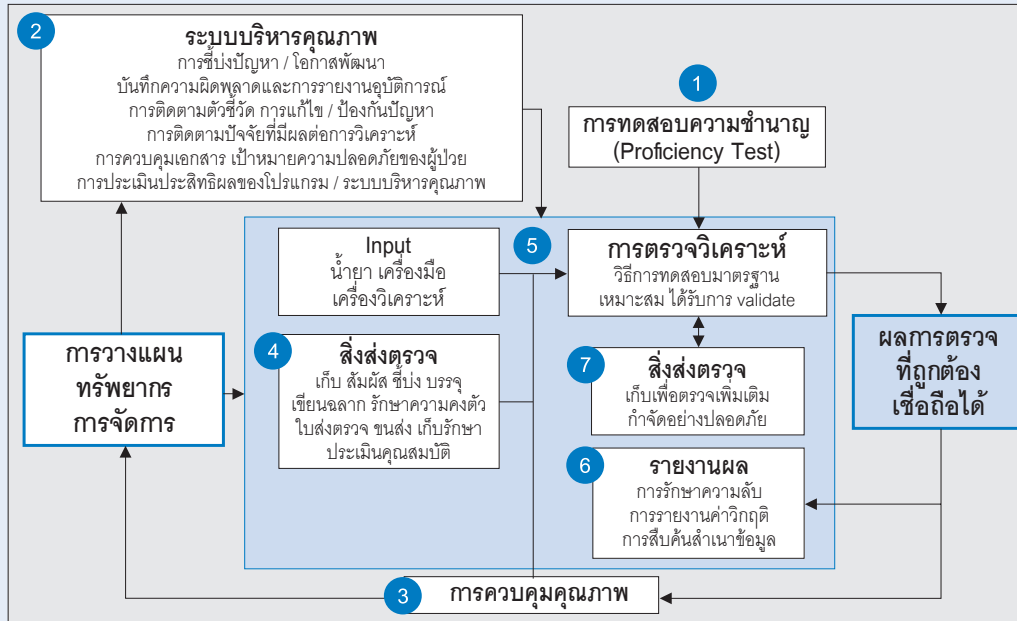 2
ระบบบริหารคุณภาพ
การชี้บ่งปัญหา / โอกาสพัฒนา
บันทึกความผิดพลาดและการรายงานอุบัติการณ์
การติดตามตัวชี้วัด การแก้ไข / ป้องกันปัญหา
การติดตามปัจจัยที่มีผลต่อการวิเคราะห์
การควบคุมเอกสาร เป้าหมายความปลอดภัยของผู้ป่วย
การประเมินประสิทธิผลของโปรแกรม / ระบบบริหารคุณภาพ
1
การทดสอบความชำนาญ
(Proficiency Test)
Input
น้ำยา เครื่องมือ
เครื่องวิเคราะห์
5
การตรวจวิเคราะห์
วิธีการทดสอบมาตรฐาน
เหมาะสม ได้รับการ validate
การวางแผน
ทรัพยากร
การจัดการ
4
สิ่งส่งตรวจ
เก็บ สัมผัส ชี้บ่ง บรรจุ
เขียนฉลาก รักษาความคงตัว
ใบส่งตรวจ ขนส่ง เก็บรักษา
ประเมินคุณสมบัติ
7
สิ่งส่งตรวจ
เก็บเพื่อตรวจเพิ่มเติม
กำจัดอย่างปลอดภัย
ผลการตรวจ
ที่ถูกต้อง
เชื่อถือได้
6
รายงานผล
การรักษาความลับ
การรายงานค่าวิกฤติ
การสืบค้นสำเนาข้อมูล
3
การควบคุมคุณภาพ